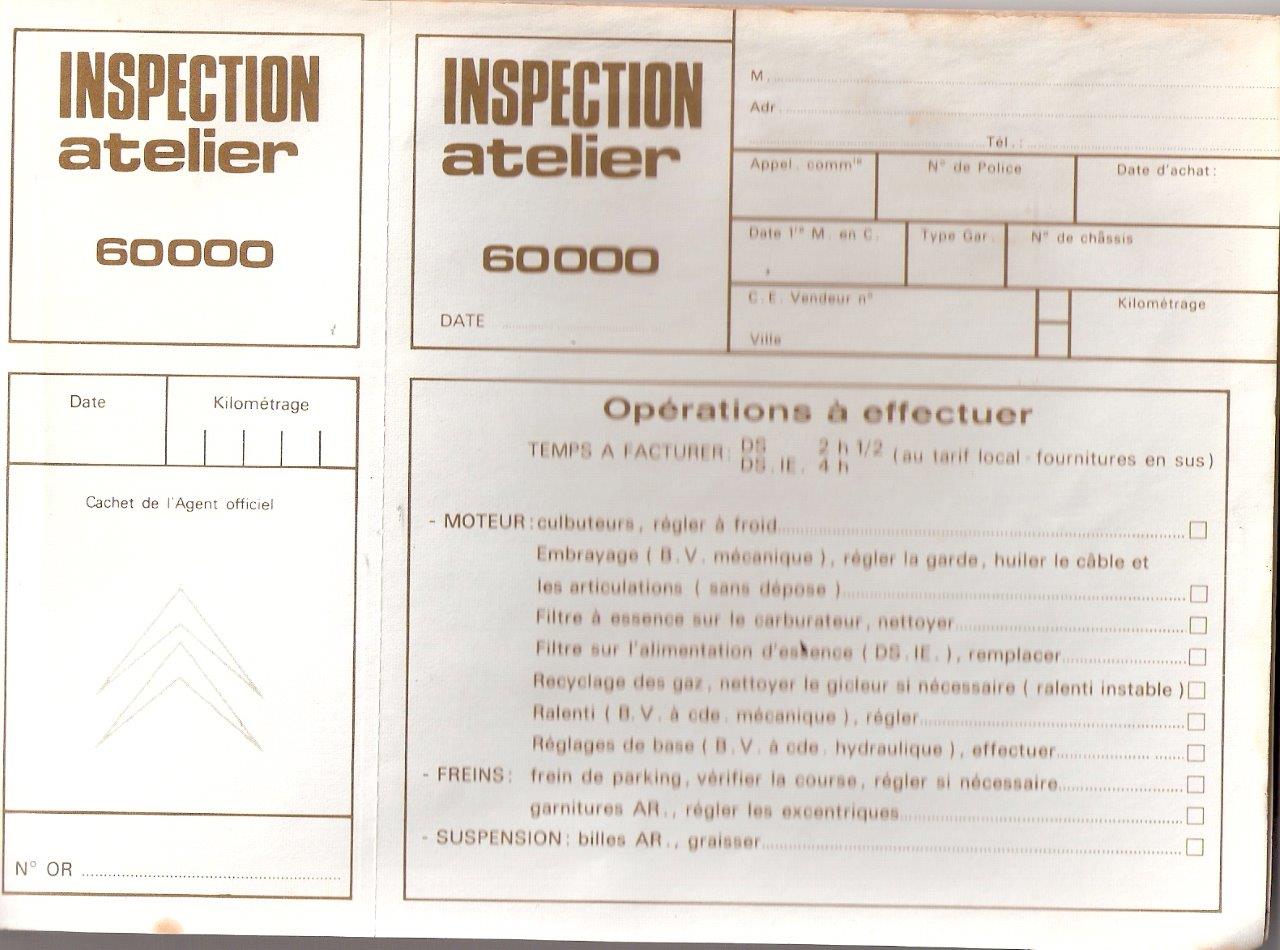 INSPECTION
atelier
60000
Date
Kilométrage
Cachet de l'Agent officiel
N° OR
INSPECTION
atelier
60000
DATE
M.
Adr
Tél. :
Appel. commle
N° de Police
Date d'achat :
Date 1re M. en C.
Type Gar.
N° de châssis
C.E. Vendeur n°
Kilométrage
Ville
Opérations à effectuer
TEMPS A FACTURER : DS 2 h 1/2 (au tarif local - fournitures en sus)
DS.IE. 4 h
- MOTEUR : culbuteurs, régler à froid
Embrayage ( B.V. mécanique ), régler la garde, huiler le câble et
les articulations ( sans dépose )
Filtre à essence sur le carburateur, nettoyer
Filtre sur l'alimentation d'essence ( DS.IE. ), remplacer
Recyclage des gaz, nettoyer le gicleur si nécessaire ( ralenti instable )
Ralenti ( B.V. à cde. mécanique ), régler
Réglages de base ( B.V. à cde. hydraulique ), effectuer
- FREINS : frein de parking, vérifier la course, régler si nécessaire
garnitures AR., régler les excentriques
- SUSPENSION : billes AR., graisser